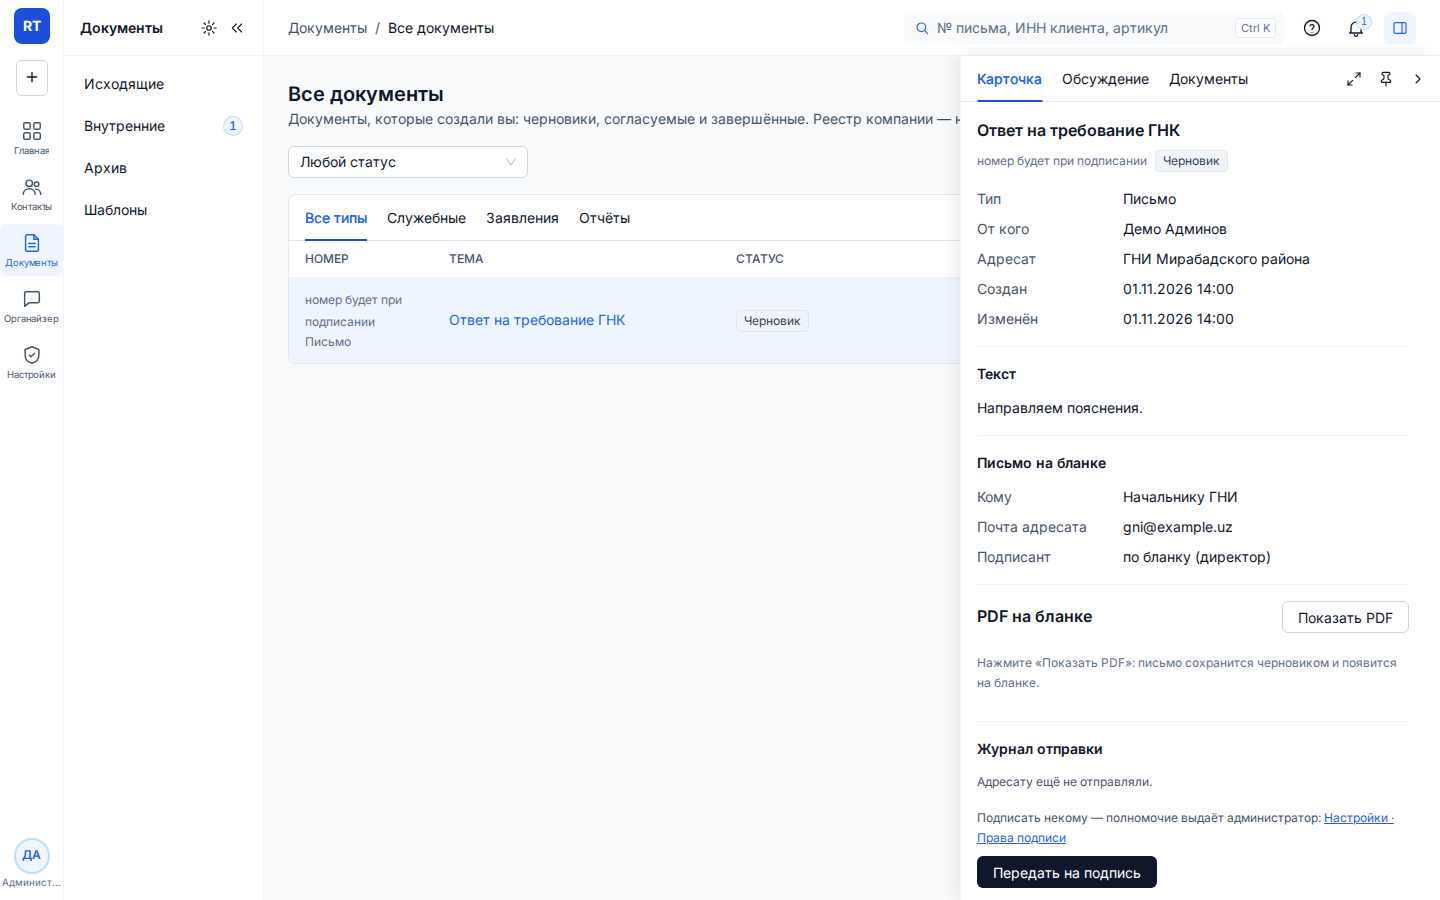 RT
Главная
Контакты
Документы
Органайзер
Настройки
ДА
Админист...
Документы
Исходящие
Внутренние 1
Архив
Шаблоны
Документы / Все документы
№ письма, ИНН клиента, артикул Ctrl K
1
Все документы
Документы, которые создали вы: черновики, согласуемые и завершённые. Реестр компании —
Любой статус
Все типы Служебные Заявления Отчёты
НОМЕР ТЕМА СТАТУС
номер будет при
подписании
Письмо
Ответ на требование ГНК
Черновик
Карточка Обсуждение Документы
Ответ на требование ГНК
номер будет при подписании Черновик
Тип Письмо
От кого Демо Админов
Адресат ГНИ Мирабадского района
Создан 01.11.2026 14:00
Изменён 01.11.2026 14:00
Текст
Направляем пояснения.
Письмо на бланке
Кому Начальнику ГНИ
Почта адресата gni@example.uz
Подписант по бланку (директор)
PDF на бланке Показать PDF
Нажмите «Показать PDF»: письмо сохранится черновиком и появится
на бланке.
Журнал отправки
Адресату ещё не отправляли.
Подписать некому — полномочие выдаёт администратор: Настройки ·
Права подписи
Передать на подпись